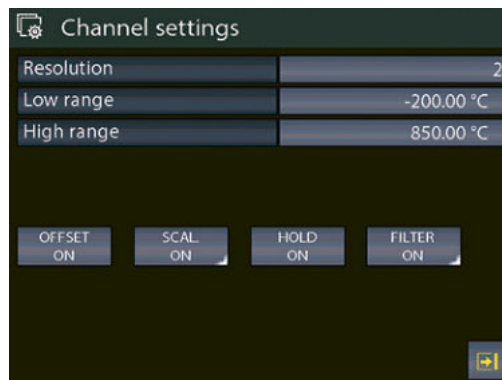 Channel settings
Resolution 2
Low range -200.00 °C
High range 850.00 °C
OFFSET SCAL. HOLD FILTER
ON ON ON ON